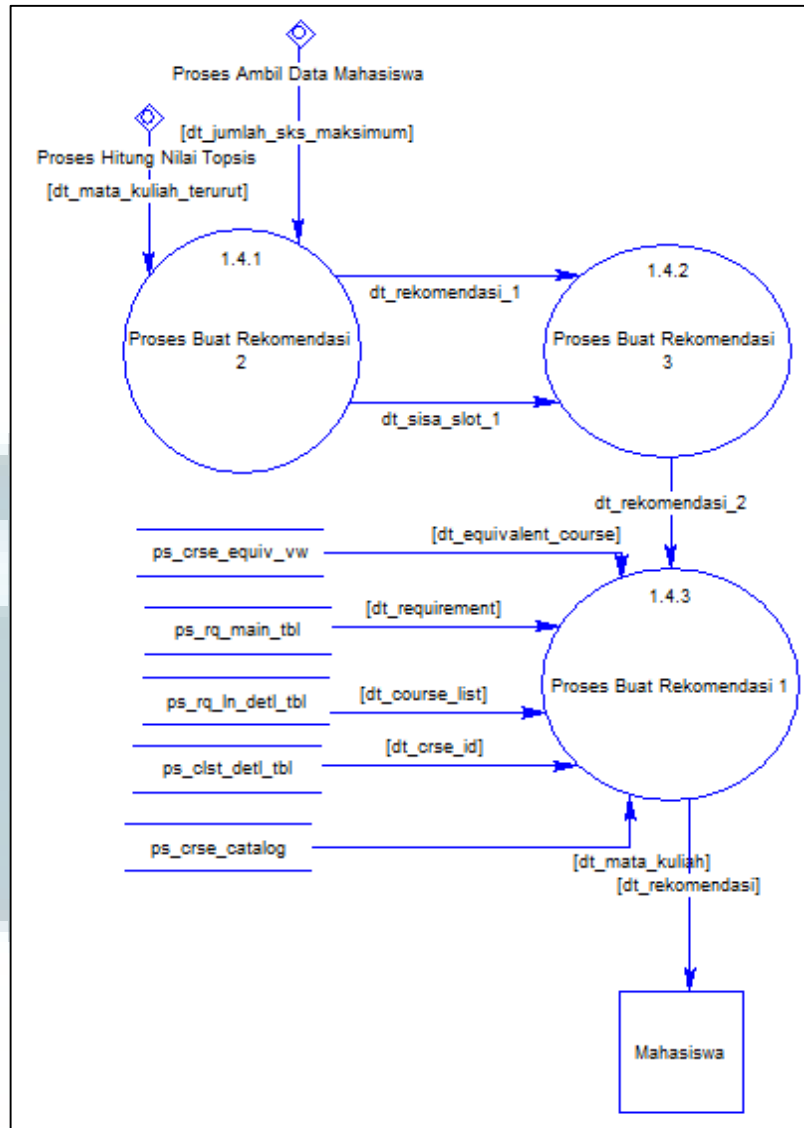 Proses Ambil Data Mahasiswa
[dt_jumlah_sks_maksimum]
Proses Hitung Nilai Topsis
[dt_mata_kuliah_terurut]
1.4.1
Proses Buat Rekomendasi
2
dt_rekomendasi_1
dt_sisa_slot_1
1.4.2
Proses Buat Rekomendasi
3
dt_rekomendasi_2
ps_crse_equiv_vw
[dt_equivalent_course]
ps_rq_main_tbl
[dt_requirement]
ps_rq_ln_detl_tbl
[dt_course_list]
ps_clst_detl_tbl
[dt_crse_id]
ps_crse_catalog
[dt_mata_kuliah]
1.4.3
Proses Buat Rekomendasi 1
[dt_rekomendasi]
Mahasiswa